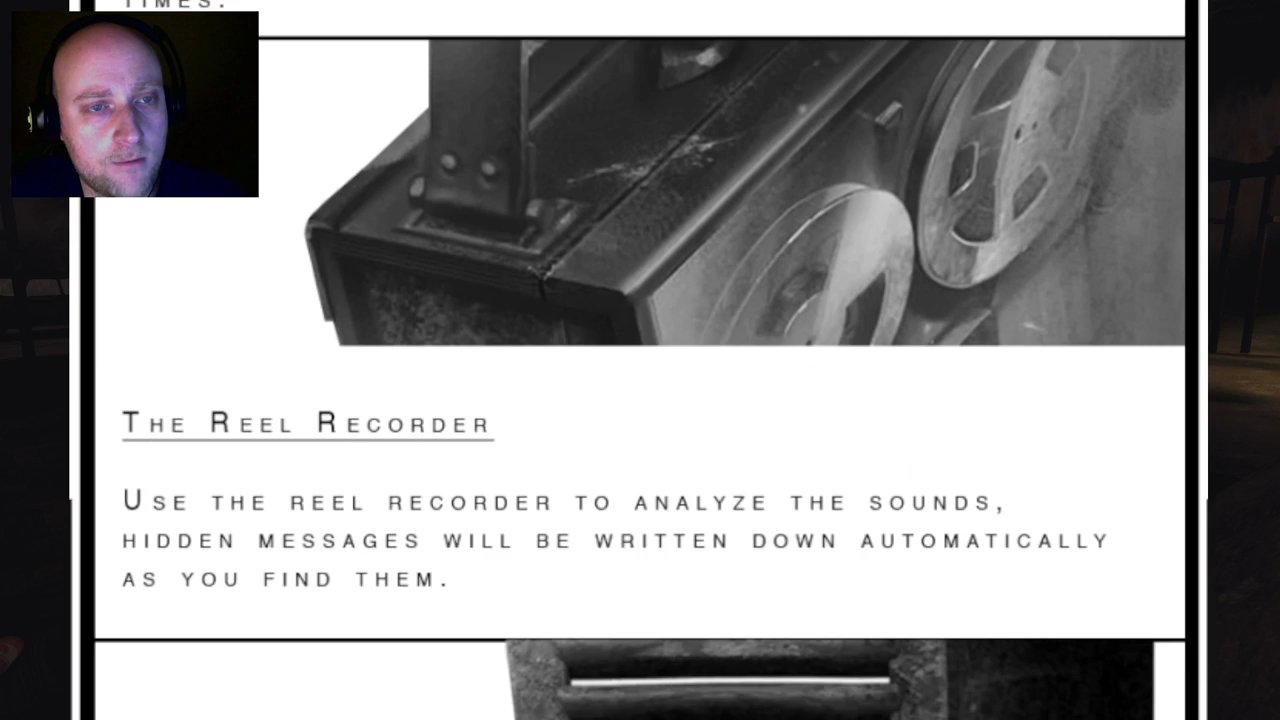 TIMES.
THE REEL RECORDER
USE THE REEL RECORDER TO ANALYZE THE SOUNDS,
HIDDEN MESSAGES WILL BE WRITTEN DOWN AUTOMATICALLY
AS YOU FIND THEM.